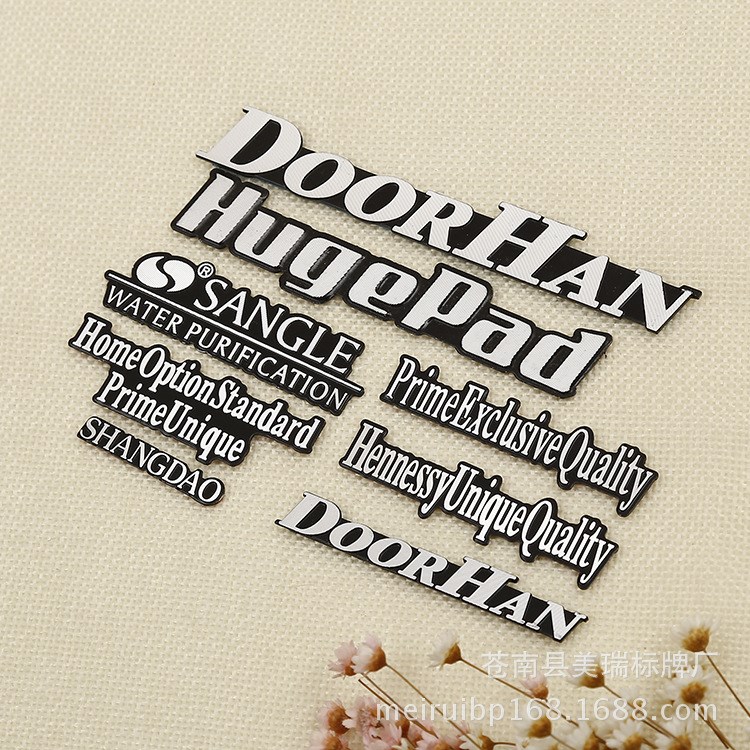 DOORHAN
HugePad
® SANGLE
WATER PURIFICATION
HomeOptionStandard
PrimeUnique
SHANGDAO
PrimeExclusiveQuality
HennessyUniqueQuality
DOORHAN
苍南县美瑞标牌厂
meiruibp168.1688.com